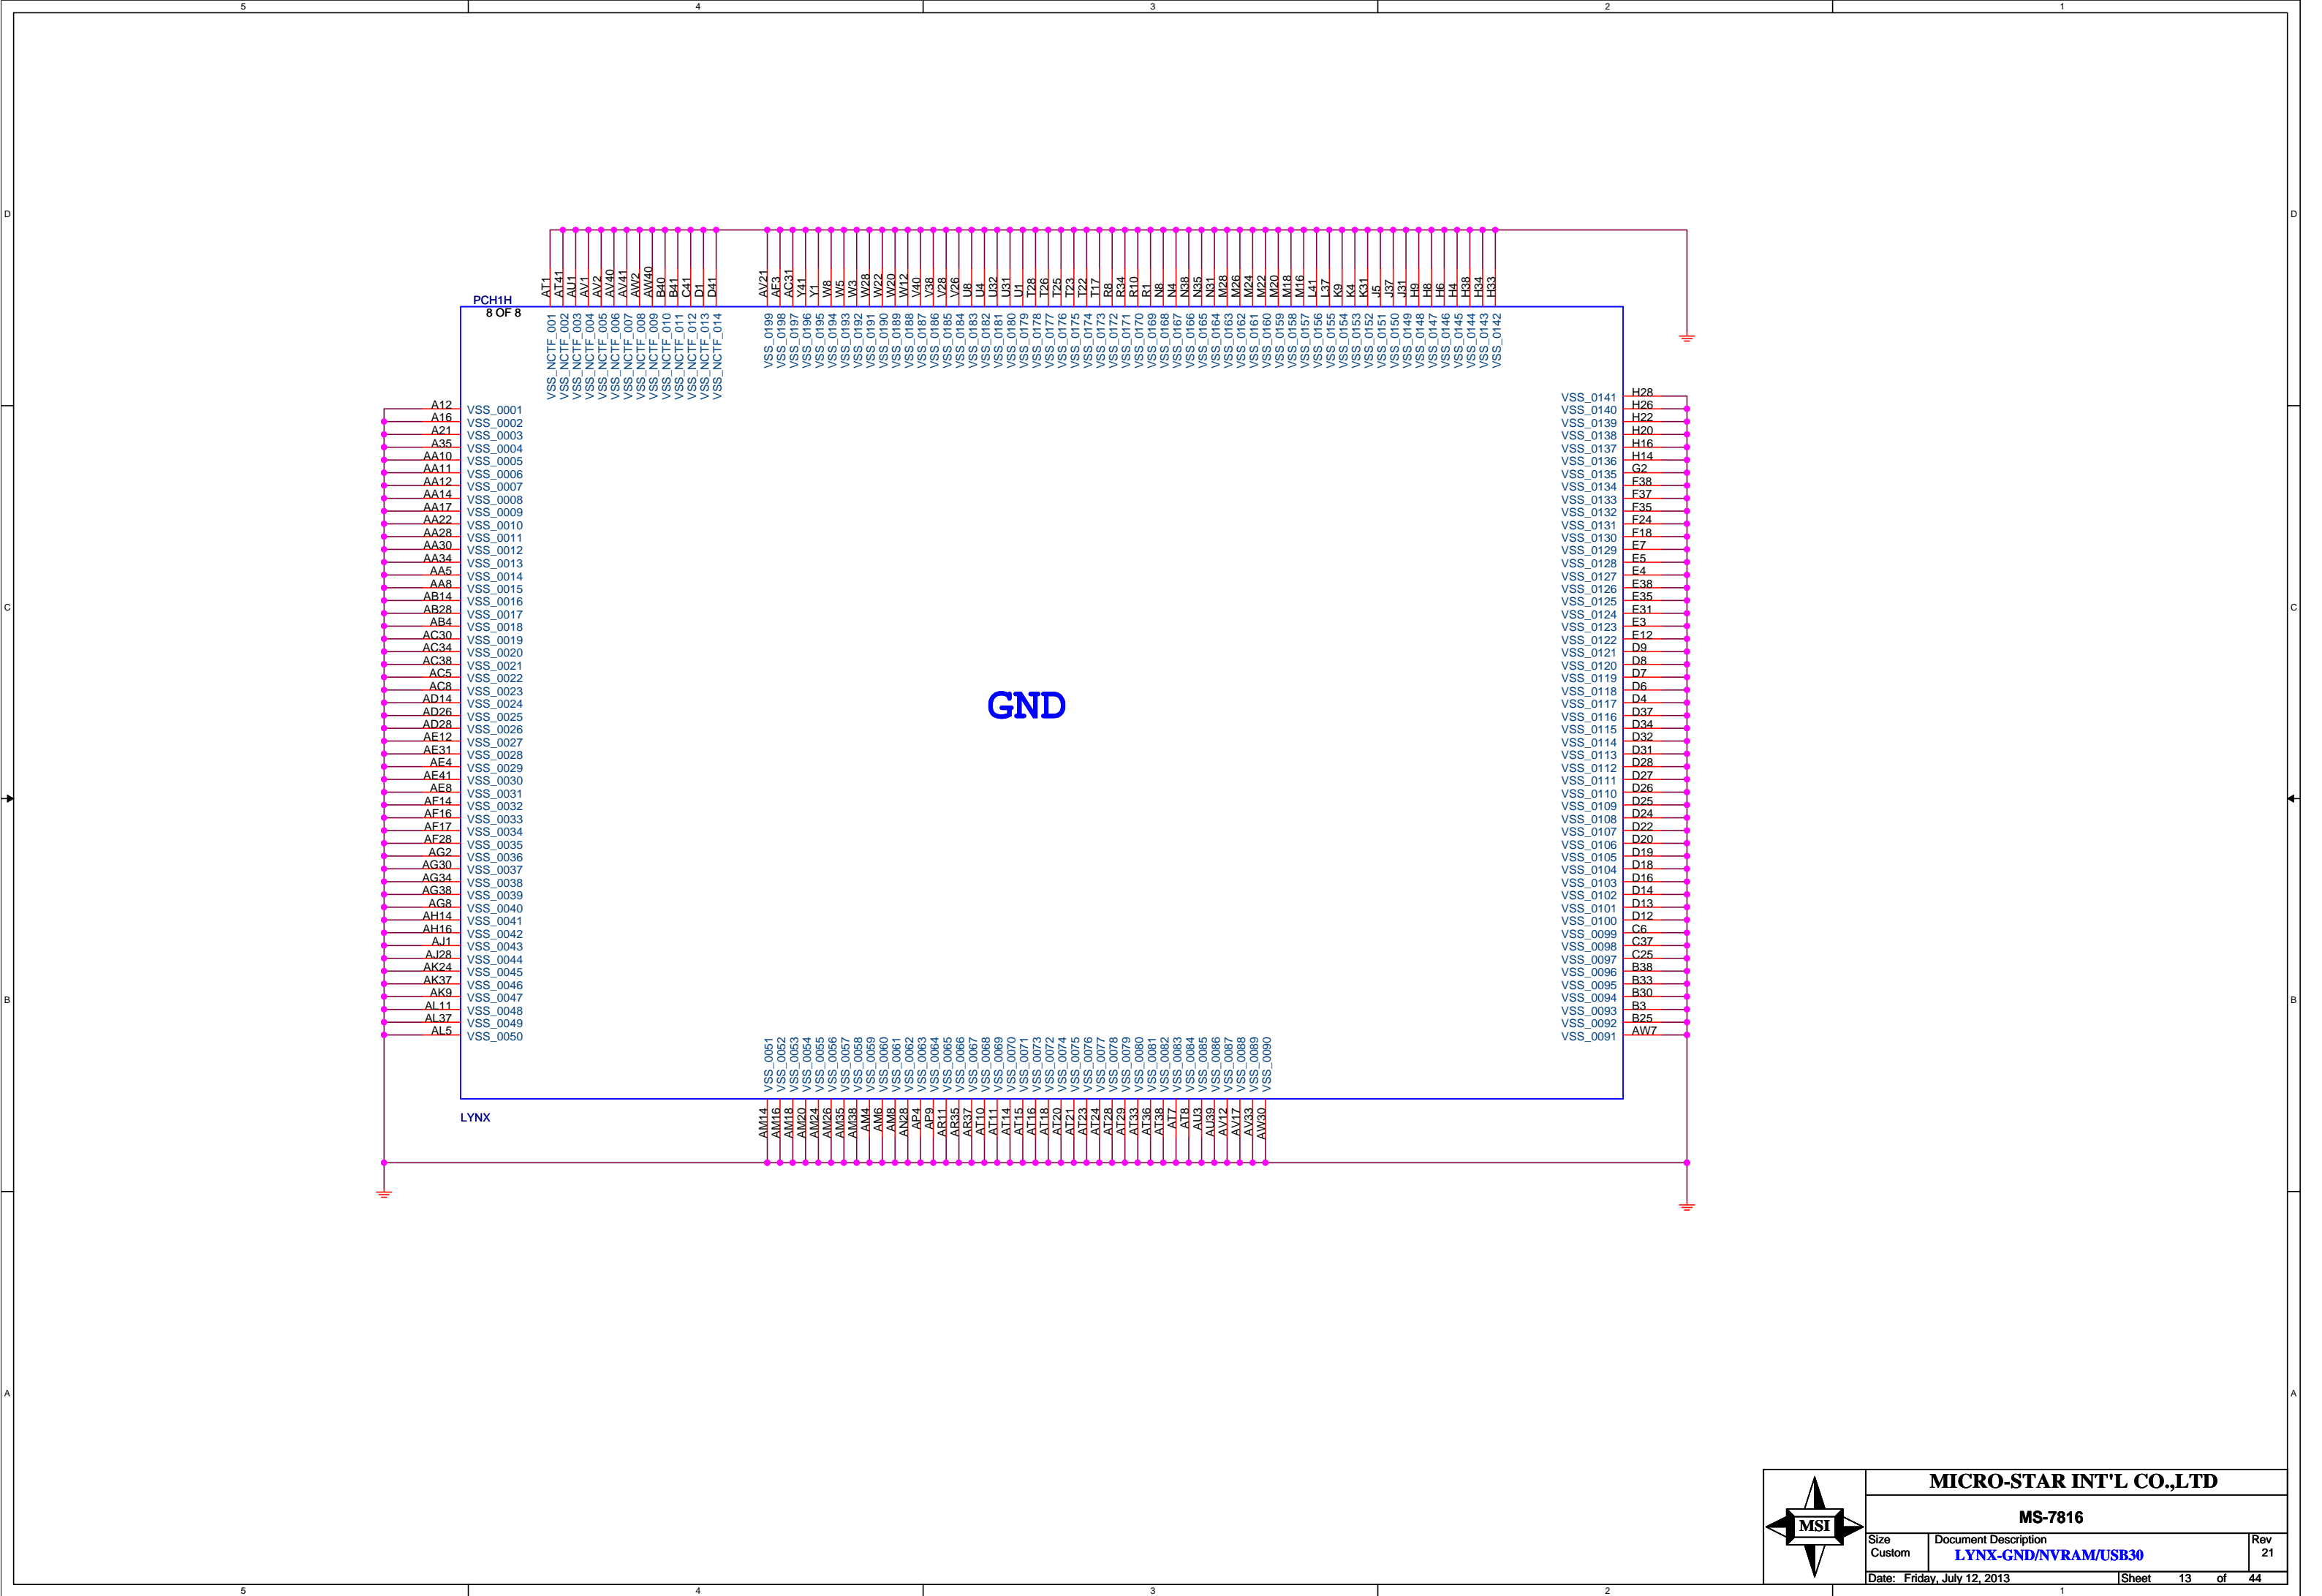 5 4 3 2 1
D D
C C
B B
A A
PCH1H
8 OF 8
AT1 VSS_NCTF_001
AT41 VSS_NCTF_002
AU1 VSS_NCTF_003
AV1 VSS_NCTF_004
AV2 VSS_NCTF_005
AV40 VSS_NCTF_006
AV41 VSS_NCTF_007
AW2 VSS_NCTF_008
AW40 VSS_NCTF_009
B40 VSS_NCTF_010
B41 VSS_NCTF_011
C41 VSS_NCTF_012
D1 VSS_NCTF_013
D41 VSS_NCTF_014
AV21 VSS_0199
AF3 VSS_0198
AC31 VSS_0197
Y41 VSS_0196
Y1 VSS_0195
W8 VSS_0194
W5 VSS_0193
W3 VSS_0192
W28 VSS_0191
W22 VSS_0190
W20 VSS_0189
W12 VSS_0188
V40 VSS_0187
V38 VSS_0186
V28 VSS_0185
V26 VSS_0184
U8 VSS_0183
U4 VSS_0182
U32 VSS_0181
U31 VSS_0180
U1 VSS_0179
T28 VSS_0178
T26 VSS_0177
T25 VSS_0176
T23 VSS_0175
T22 VSS_0174
T17 VSS_0173
R8 VSS_0172
R34 VSS_0171
R10 VSS_0170
R1 VSS_0169
N8 VSS_0168
N4 VSS_0167
N38 VSS_0166
N35 VSS_0165
N31 VSS_0164
M28 VSS_0163
M26 VSS_0162
M24 VSS_0161
M22 VSS_0160
M20 VSS_0159
M18 VSS_0158
M16 VSS_0157
L41 VSS_0156
L37 VSS_0155
K9 VSS_0154
K4 VSS_0153
K31 VSS_0152
J5 VSS_0151
J37 VSS_0150
J31 VSS_0149
H9 VSS_0148
H8 VSS_0147
H6 VSS_0146
H4 VSS_0145
H38 VSS_0144
H34 VSS_0143
H33 VSS_0142
A12 VSS_0001
A16 VSS_0002
A21 VSS_0003
A35 VSS_0004
AA10 VSS_0005
AA11 VSS_0006
AA12 VSS_0007
AA14 VSS_0008
AA17 VSS_0009
AA22 VSS_0010
AA28 VSS_0011
AA30 VSS_0012
AA34 VSS_0013
AA5 VSS_0014
AA8 VSS_0015
AB14 VSS_0016
AB28 VSS_0017
AB4 VSS_0018
AC30 VSS_0019
AC34 VSS_0020
AC38 VSS_0021
AC5 VSS_0022
AC8 VSS_0023
AD14 VSS_0024
AD26 VSS_0025
AD28 VSS_0026
AE12 VSS_0027
AE31 VSS_0028
AE4 VSS_0029
AE41 VSS_0030
AE8 VSS_0031
AF14 VSS_0032
AF16 VSS_0033
AF17 VSS_0034
AF28 VSS_0035
AG2 VSS_0036
AG30 VSS_0037
AG34 VSS_0038
AG38 VSS_0039
AG8 VSS_0040
AH14 VSS_0041
AH16 VSS_0042
AJ1 VSS_0043
AJ28 VSS_0044
AK24 VSS_0045
AK37 VSS_0046
AK9 VSS_0047
AL11 VSS_0048
AL37 VSS_0049
AL5 VSS_0050
GND
VSS_0141 H28
VSS_0140 H26
VSS_0139 H22
VSS_0138 H20
VSS_0137 H16
VSS_0136 H14
VSS_0135 G2
VSS_0134 F38
VSS_0133 F37
VSS_0132 F35
VSS_0131 F24
VSS_0130 F18
VSS_0129 E7
VSS_0128 E5
VSS_0127 E4
VSS_0126 E38
VSS_0125 E35
VSS_0124 E31
VSS_0123 E3
VSS_0122 E12
VSS_0121 D9
VSS_0120 D8
VSS_0119 D7
VSS_0118 D6
VSS_0117 D4
VSS_0116 D37
VSS_0115 D34
VSS_0114 D32
VSS_0113 D31
VSS_0112 D28
VSS_0111 D27
VSS_0110 D26
VSS_0109 D25
VSS_0108 D24
VSS_0107 D22
VSS_0106 D20
VSS_0105 D19
VSS_0104 D18
VSS_0103 D16
VSS_0102 D14
VSS_0101 D13
VSS_0100 D12
VSS_0099 C6
VSS_0098 C37
VSS_0097 C25
VSS_0096 B38
VSS_0095 B33
VSS_0094 B30
VSS_0093 B3
VSS_0092 B25
VSS_0091 AW7
VSS_0051 AM14
VSS_0052 AM16
VSS_0053 AM18
VSS_0054 AM20
VSS_0055 AM24
VSS_0056 AM26
VSS_0057 AM35
VSS_0058 AM38
VSS_0059 AM4
VSS_0060 AM6
VSS_0061 AM8
VSS_0062 AN28
VSS_0063 AP4
VSS_0064 AP9
VSS_0065 AR11
VSS_0066 AR35
VSS_0067 AR37
VSS_0068 AT10
VSS_0069 AT11
VSS_0070 AT14
VSS_0071 AT15
VSS_0073 AT16
VSS_0072 AT18
VSS_0074 AT20
VSS_0075 AT21
VSS_0076 AT23
VSS_0077 AT24
VSS_0078 AT28
VSS_0079 AT29
VSS_0080 AT33
VSS_0081 AT36
VSS_0082 AT38
VSS_0083 AT7
VSS_0084 AT8
VSS_0085 AU3
VSS_0086 AU39
VSS_0087 AV12
VSS_0088 AV17
VSS_0089 AV33
VSS_0090 AW30
LYNX
MSI
MICRO-STAR INT'L CO.,LTD
MS-7816
Size Document Description Rev
Custom LYNX-GND/NVRAM/USB30 21
Date: Friday, July 12, 2013 Sheet 13 of 44
5 4 3 2 1